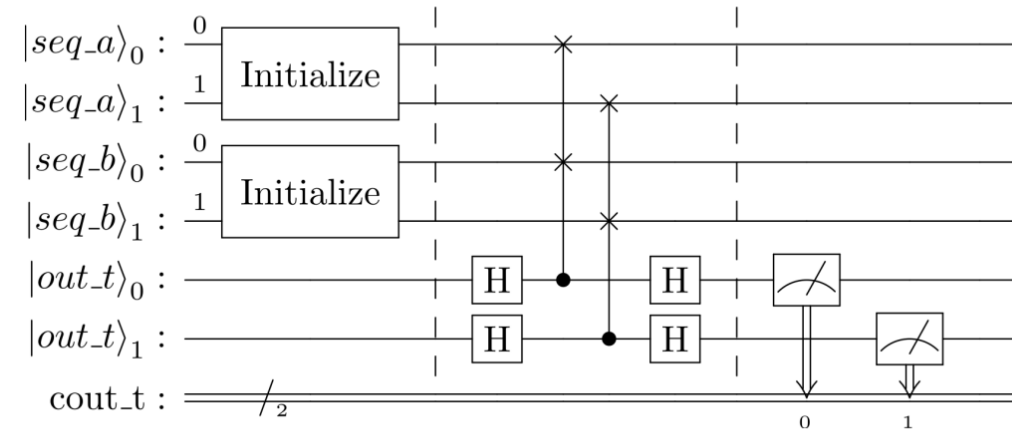 |seq_a⟩₀ : 0 Initialize
|seq_a⟩₁ : 1
|seq_b⟩₀ : 0 Initialize
|seq_b⟩₁ : 1
|out_t⟩₀ : H H
|out_t⟩₁ : H H
cout_t : 2 0 1